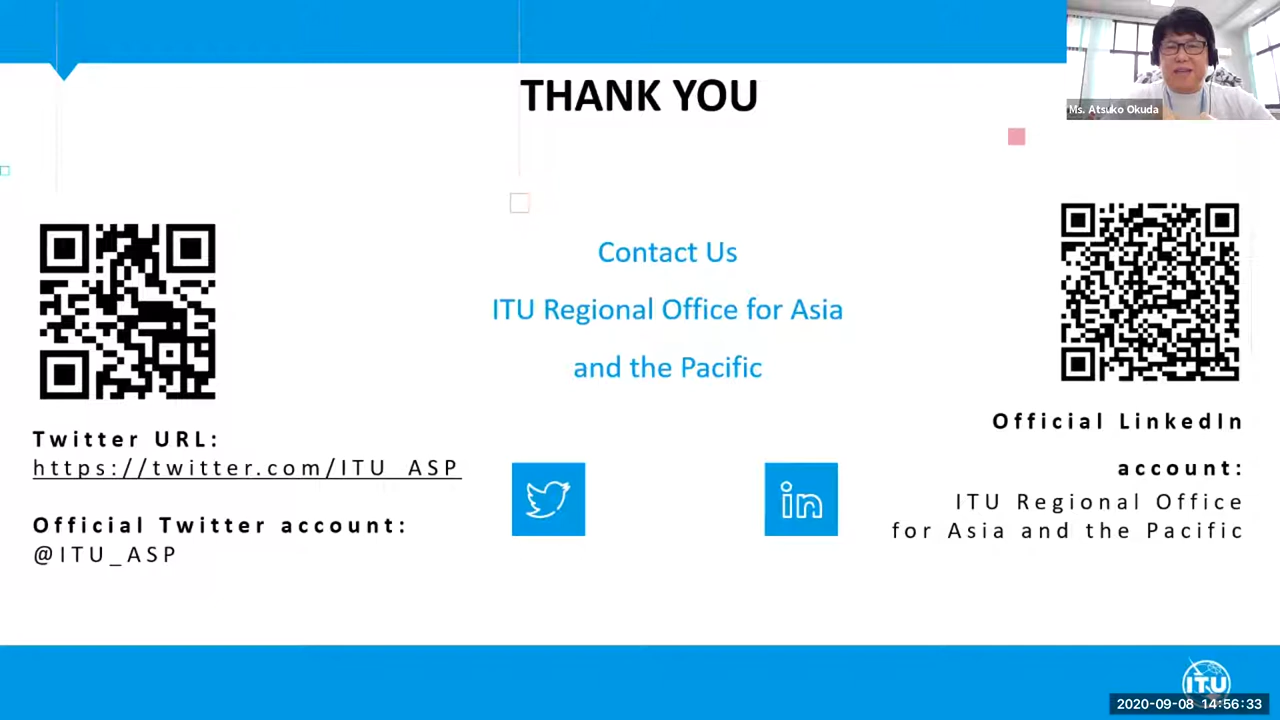 THANK YOU
Ms. Atsuko Okuda
Contact Us
ITU Regional Office for Asia
and the Pacific
Twitter URL:
https://twitter.com/ITU_ASP
Official Twitter account:
@ITU_ASP
in
Official LinkedIn
account:
ITU Regional Office
for Asia and the Pacific
ITU
2020-09-08 14:56:33